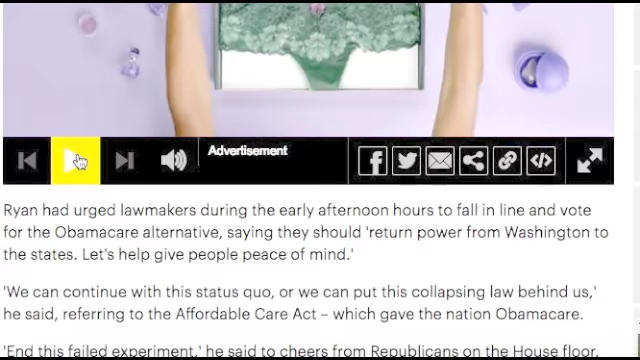 Advertisement
Ryan had urged lawmakers during the early afternoon hours to fall in line and vote
for the Obamacare alternative, saying they should 'return power from Washington to
the states. Let's help give people peace of mind.'
'We can continue with this status quo, or we can put this collapsing law behind us,'
he said, referring to the Affordable Care Act – which gave the nation Obamacare.
'End this failed experiment,' he said to cheers from Republicans on the House floor.